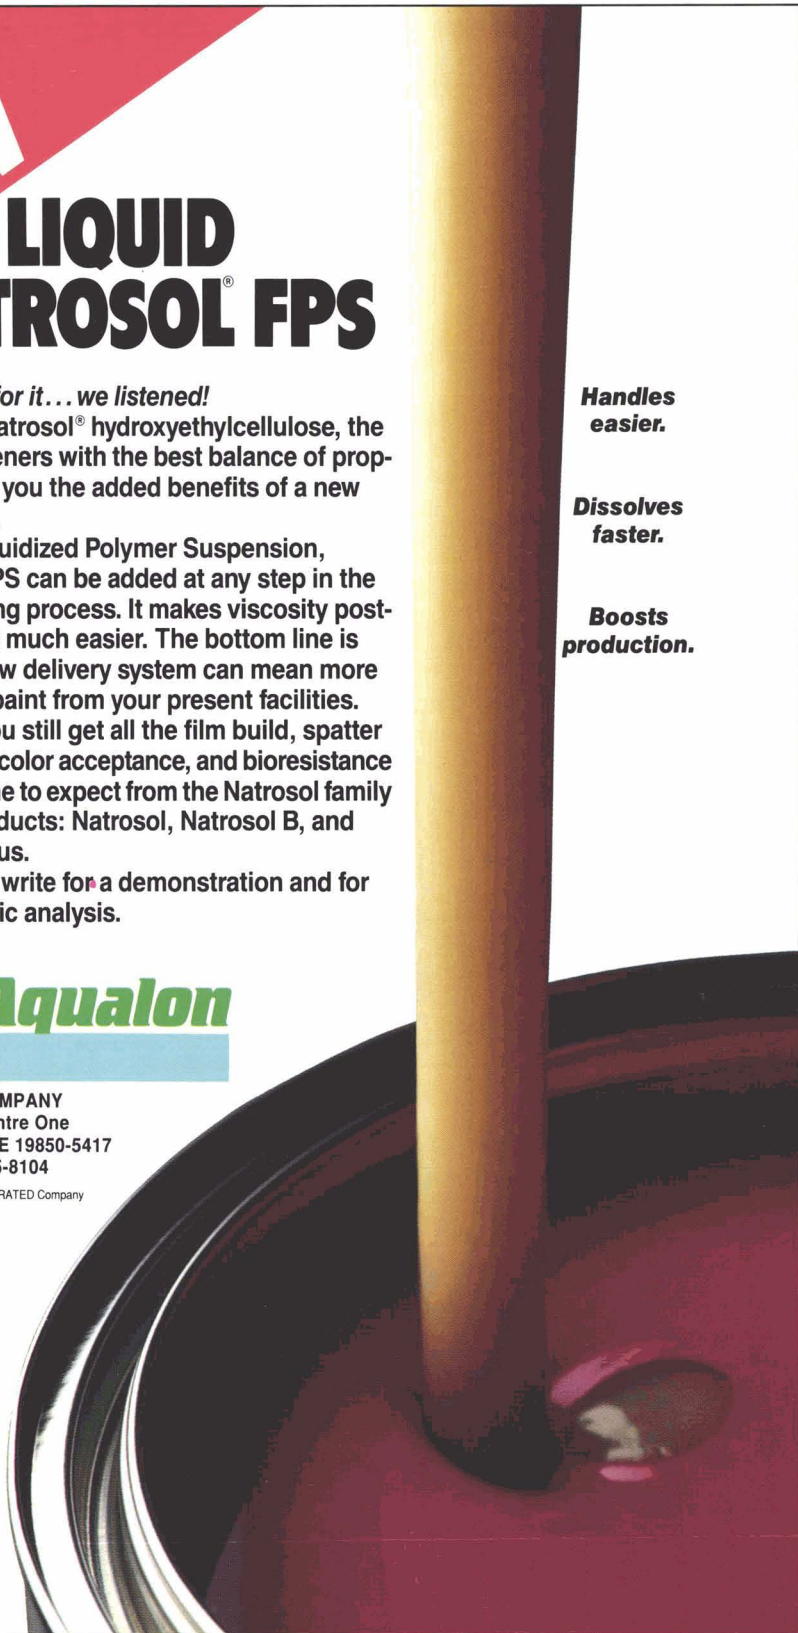 LIQUID
TROSOL® FPS
for it... we listened!
atrosol® hydroxyethylcellulose, the
eners with the best balance of prop-
you the added benefits of a new
uidized Polymer Suspension,
PS can be added at any step in the
ng process. It makes viscosity post-
much easier. The bottom line is
w delivery system can mean more
paint from your present facilities.
u still get all the film build, spatter
color acceptance, and bioresistance
ne to expect from the Natrosol family
ducts: Natrosol, Natrosol B, and
us.
write for a demonstration and for
ic analysis.
Handles
easier.
Dissolves
faster.
Boosts
production.
Aqualon
MPANY
ntre One
E 19850-5417
-8104
RATED Company